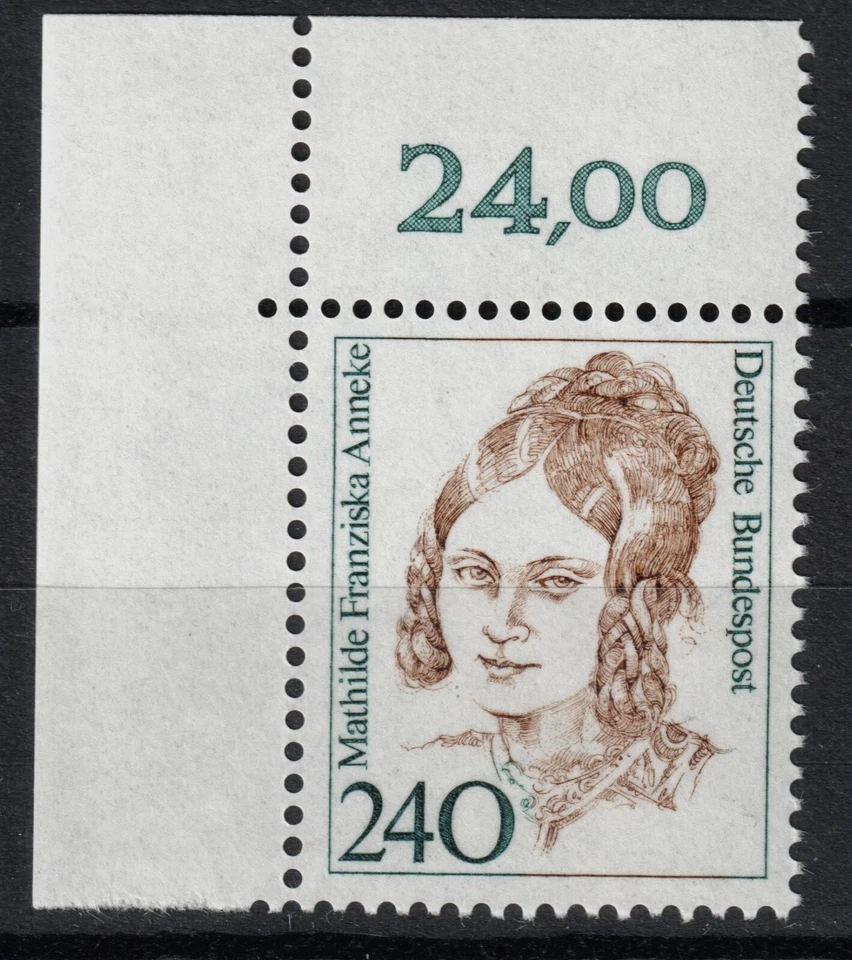 24,00
Mathilde Franziska Anneke
Deutsche Bundespost
240